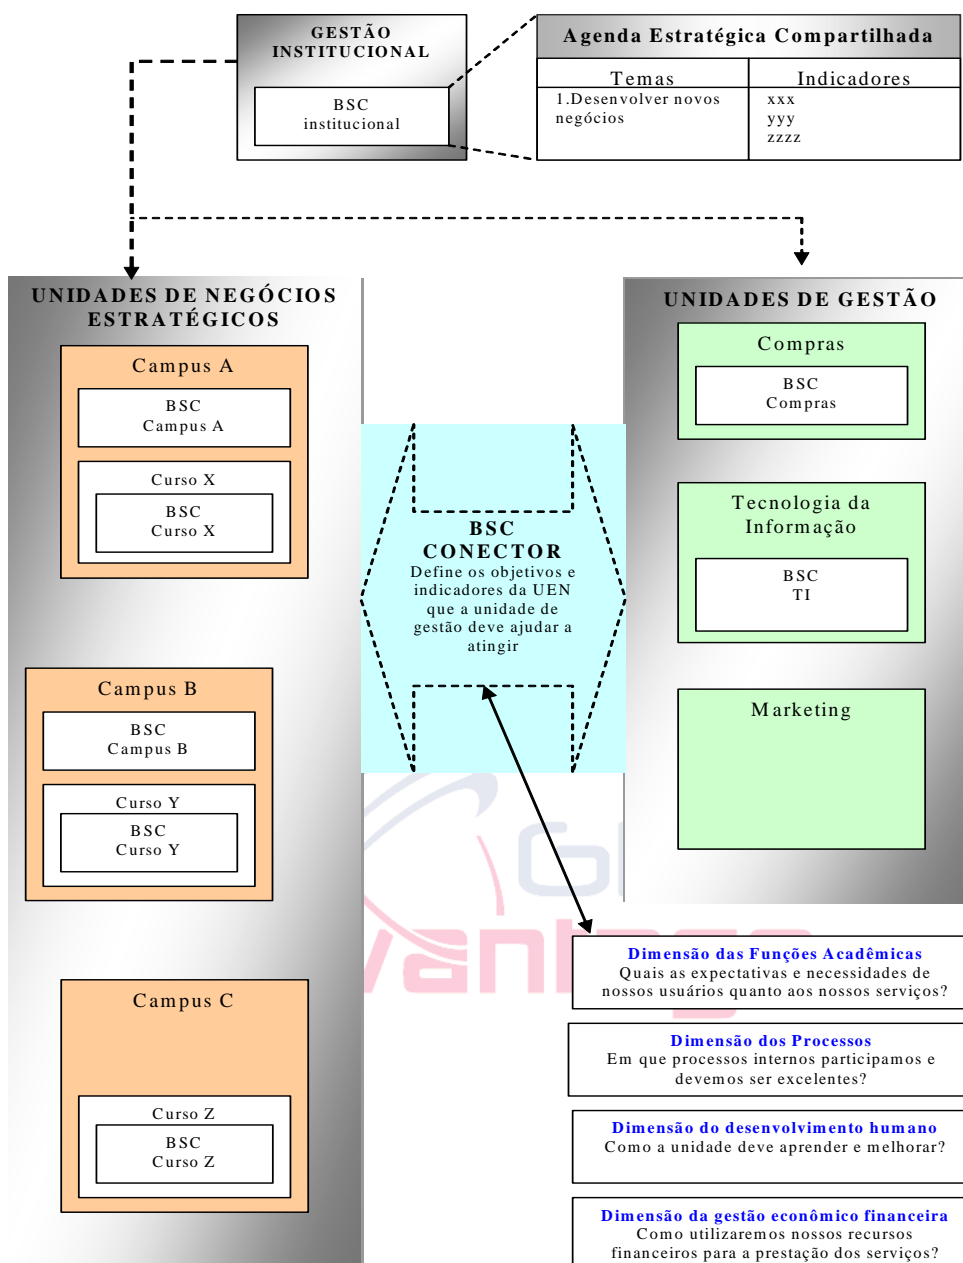 GESTÃO
INSTITUCIONAL
BSC
institucional
Agenda Estratégica Compartilhada
Temas
Indicadores
1.Desenvolver novos
negócios
xxx
yyy
zzzz
UNIDADES DE NEGÓCIOS
ESTRATÉGICOS
Campus A
BSC
Campus A
Curso X
BSC
Curso X
Campus B
BSC
Campus B
Curso Y
BSC
Curso Y
Campus C
Curso Z
BSC
Curso Z
BSC
CONECTOR
Define os objetivos e
indicadores da UEN
que a unidade de
gestão deve ajudar a
atingir
UNIDADES DE GESTÃO
Compras
BSC
Compras
Tecnologia da
Informação
BSC
TI
Marketing
Dimensão das Funções Acadêmicas
Quais as expectativas e necessidades de
nossos usuários quanto aos nossos serviços?
Dimensão dos Processos
Em que processos internos participamos e
devemos ser excelentes?
Dimensão do desenvolvimento humano
Como a unidade deve aprender e melhorar?
Dimensão da gestão econômico financeira
Como utilizaremos nossos recursos
financeiros para a prestação dos serviços?